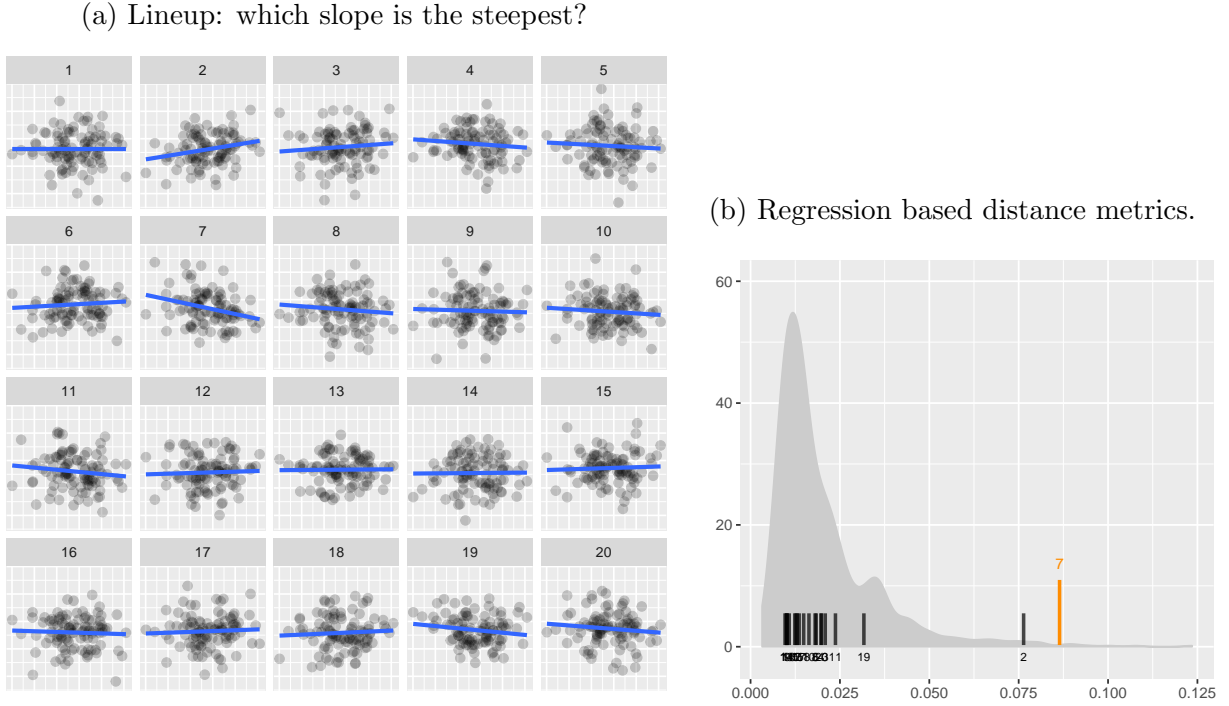 (a) Lineup: which slope is the steepest?
1 2 3 4 5
6 7 8 9 10
11 12 13 14 15
16 17 18 19 20
(b) Regression based distance metrics.
60
40
20
0
7
11 19 2
0.000 0.025 0.050 0.075 0.100 0.125